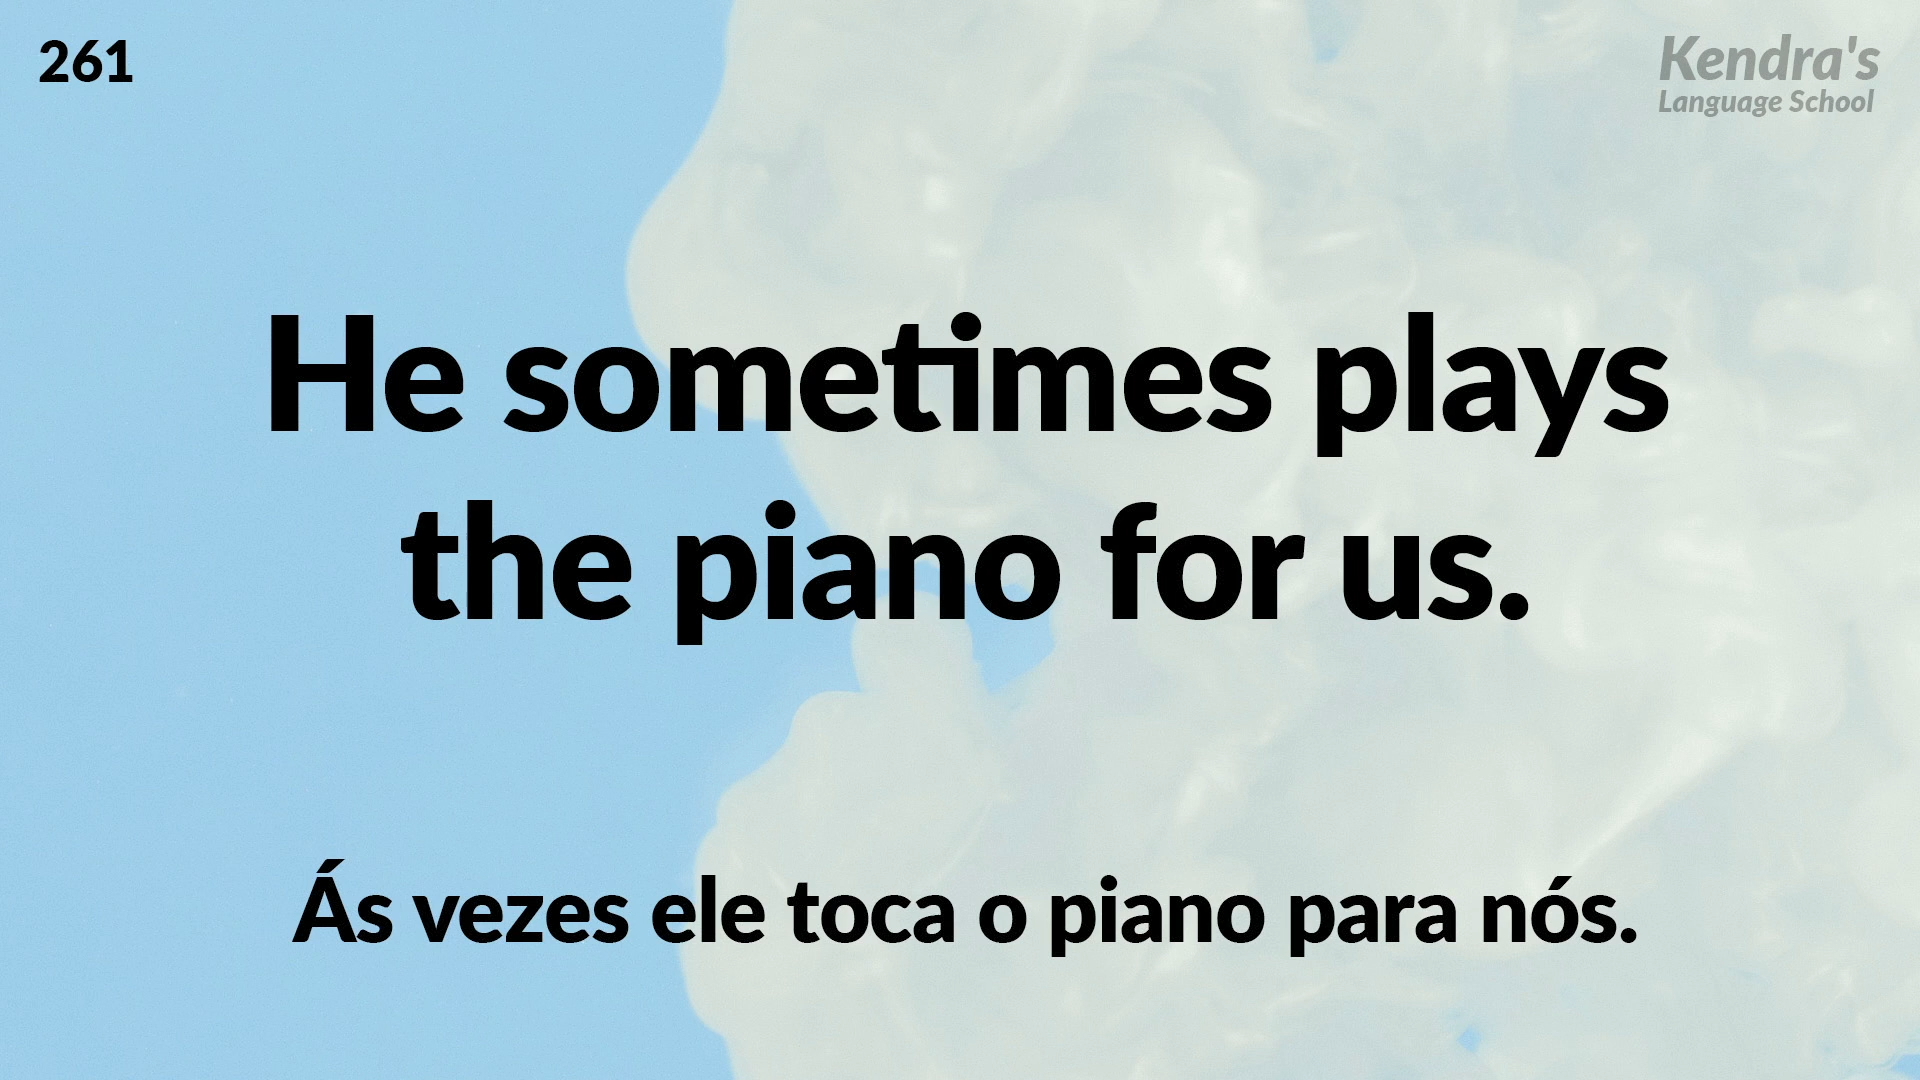 261
Kendra's
Language School
He sometimes plays
the piano for us.
Ás vezes ele toca o piano para nós.